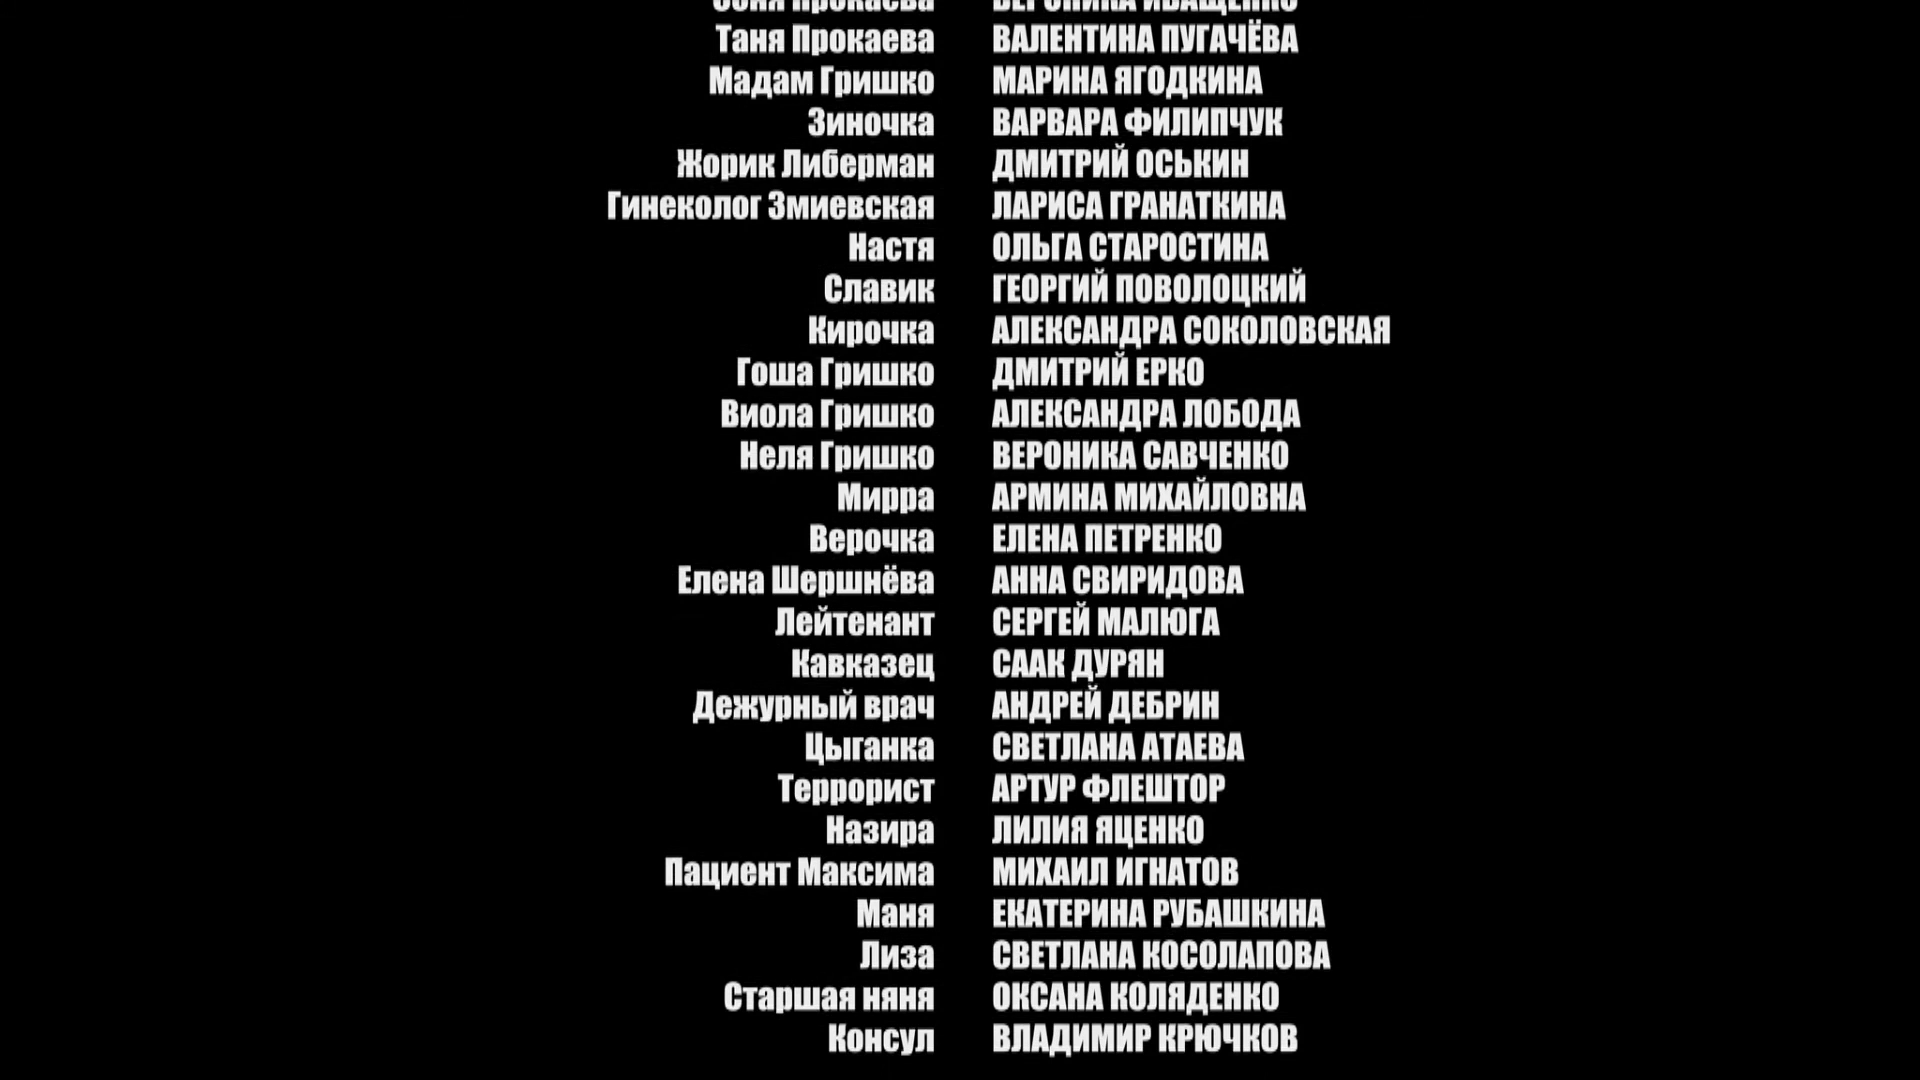 Таня Прокаева ВАЛЕНТИНА ПУГАЧЁВА
Мадам Гришко МАРИНА ЯГОДКИНА
Зиночка ВАРВАРА ФИЛИПЧУК
Жорик Либерман ДМИТРИЙ ОСЬКИН
Гинеколог Змиевская ЛАРИСА ГРАНАТКИНА
Настя ОЛЬГА СТАРОСТИНА
Славик ГЕОРГИЙ ПОВОЛОЦКИЙ
Кирочка АЛЕКСАНДРА СОКОЛОВСКАЯ
Гоша Гришко ДМИТРИЙ ЕРКО
Виола Гришко АЛЕКСАНДРА ЛОБОДА
Неля Гришко ВЕРОНИКА САВЧЕНКО
Мирра АРМИНА МИХАЙЛОВНА
Верочка ЕЛЕНА ПЕТРЕНКО
Елена Шершнёва АННА СВИРИДОВА
Лейтенант СЕРГЕЙ МАЛЮГА
Кавказец СААК ДУРЯН
Дежурный врач АНДРЕЙ ДЕБРИН
Цыганка СВЕТЛАНА АТАЕВА
Террорист АРТУР ФЛЕШТОР
Назира ЛИЛИЯ ЯЦЕНКО
Пациент Максима МИХАИЛ ИГНАТОВ
Маня ЕКАТЕРИНА РУБАШКИНА
Лиза СВЕТЛАНА КОСОЛАПОВА
Старшая няня ОКСАНА КОЛЯДЕНКО
Консул ВЛАДИМИР КРЮЧКОВ